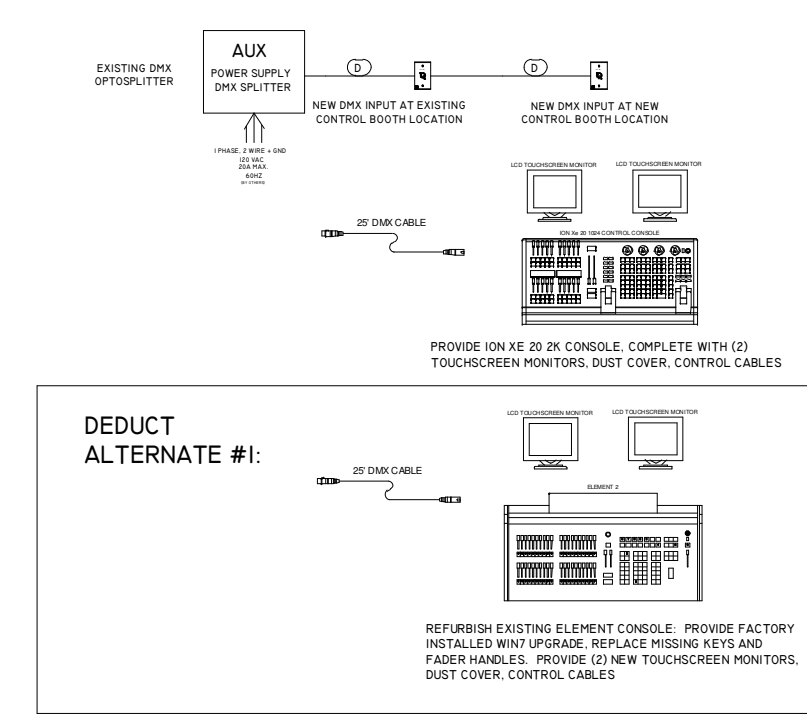 EXISTING DMX
OPTOSPLITTER
AUX
POWER SUPPLY
DMX SPLITTER
D
D
NEW DMX INPUT AT EXISTING
CONTROL BOOTH LOCATION
NEW DMX INPUT AT NEW
CONTROL BOOTH LOCATION
1 PHASE, 2 WIRE + GND
120 VAC
20A MAX.
60HZ
(BY OTHERS)
LCD TOUCHSCREEN MONITOR
LCD TOUCHSCREEN MONITOR
25' DMX CABLE
ION Xe 20 1024 CONTROL CONSOLE
PROVIDE ION XE 20 2K CONSOLE, COMPLETE WITH (2)
TOUCHSCREEN MONITORS, DUST COVER, CONTROL CABLES
DEDUCT
ALTERNATE #1:
LCD TOUCHSCREEN MONITOR
LCD TOUCHSCREEN MONITOR
25' DMX CABLE
ELEMENT 2
REFURBISH EXISTING ELEMENT CONSOLE: PROVIDE FACTORY
INSTALLED WIN7 UPGRADE, REPLACE MISSING KEYS AND
FADER HANDLES. PROVIDE (2) NEW TOUCHSCREEN MONITORS,
DUST COVER, CONTROL CABLES